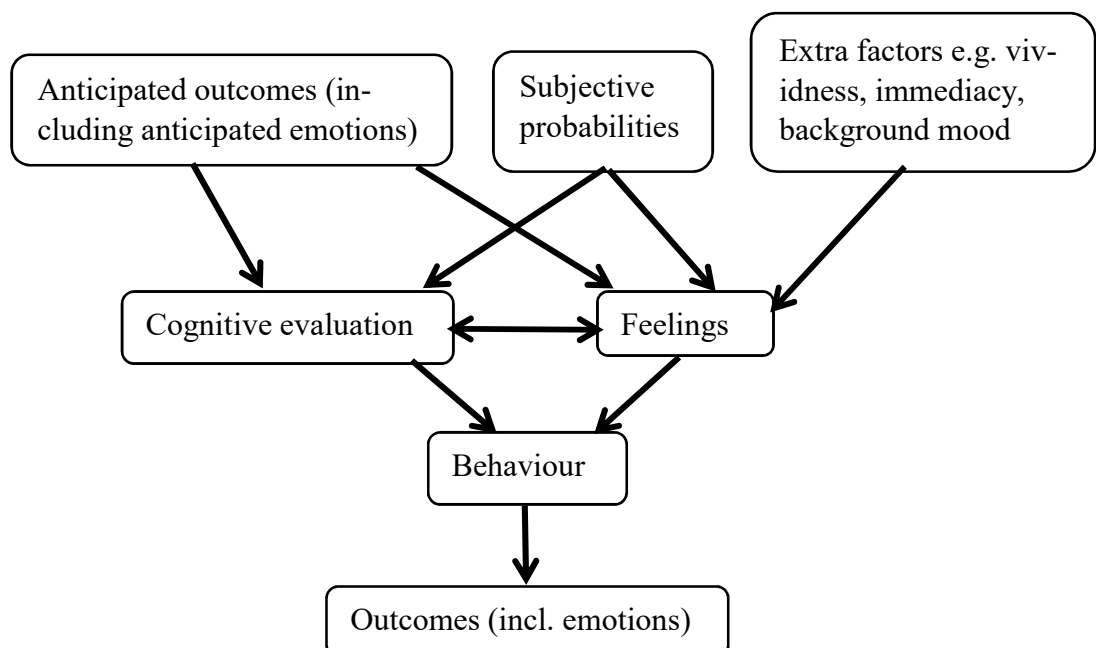 Anticipated outcomes (in-
cluding anticipated emotions)
Subjective
probabilities
Extra factors e.g. viv-
idness, immediacy,
background mood
Cognitive evaluation
Feelings
Behaviour
Outcomes (incl. emotions)